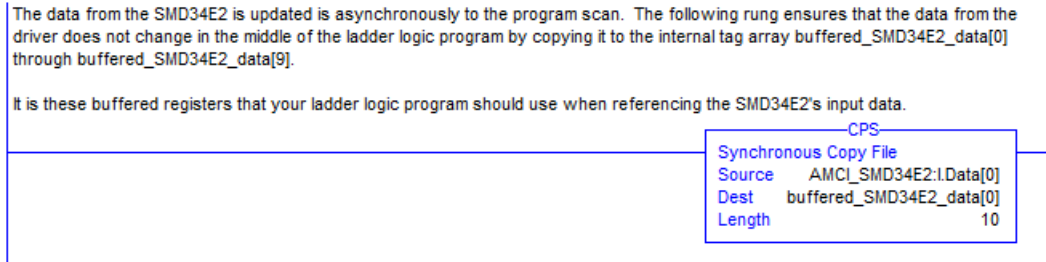 The data from the SMD34E2 is updated is asynchronously to the program scan.  The following rung ensures that the data from the
driver does not change in the middle of the ladder logic program by copying it to the internal tag array buffered_SMD34E2_data[0]
through buffered_SMD34E2_data[9].
It is these buffered registers that your ladder logic program should use when referencing the SMD34E2's input data.
CPS
Synchronous Copy File
Source AMCI_SMD34E2:I.Data[0]
Dest buffered_SMD34E2_data[0]
Length 10